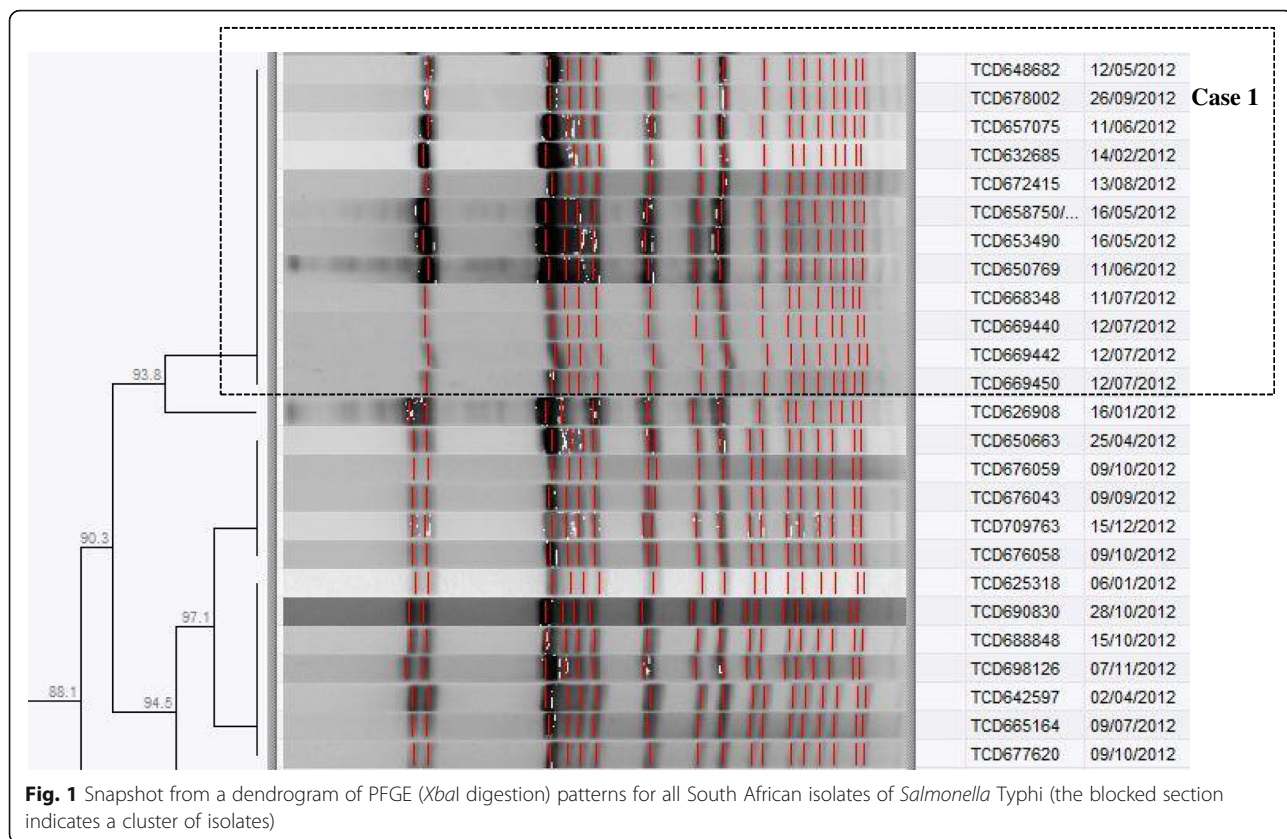 TCD648682 12/05/2012
TCD678002 26/09/2012 Case 1
TCD657075 11/06/2012
TCD632685 14/02/2012
TCD672415 13/08/2012
TCD658750/... 16/05/2012
TCD653490 16/05/2012
TCD650769 11/06/2012
TCD668348 11/07/2012
TCD669440 12/07/2012
TCD669442 12/07/2012
93.8 TCD669450 12/07/2012
TCD626908 16/01/2012
TCD650663 25/04/2012
TCD676059 09/10/2012
TCD676043 09/09/2012
TCD709763 15/12/2012
90.3 TCD676058 09/10/2012
TCD625318 06/01/2012
97.1 TCD690830 28/10/2012
TCD688848 15/10/2012
TCD698126 07/11/2012
88.1 94.5 TCD642597 02/04/2012
TCD665164 09/07/2012
TCD677620 09/10/2012
Fig. 1 Snapshot from a dendrogram of PFGE (XbaI digestion) patterns for all South African isolates of Salmonella Typhi (the blocked section
indicates a cluster of isolates)